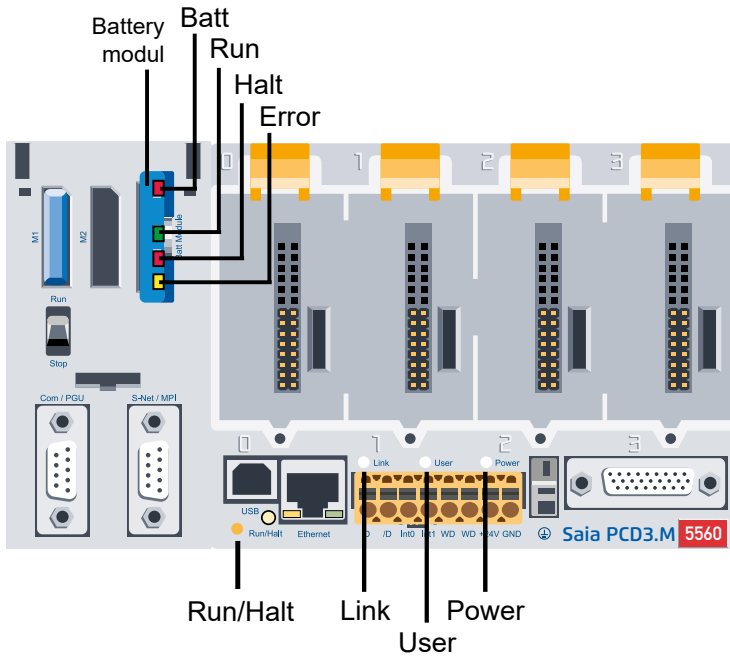 Battery
modul
Batt
Run
Halt
Error
0 1 2 3
M1
M2
Batt Module
Run
Stop
Com / PGU
S-Net / MPI
0 1 2 3
Link
User
Power
USB
Run/Halt
Ethernet
D /D Int0 Int1 WD WD +24V GND
Saia PCD3.M 5560
Run/Halt
Link
User
Power